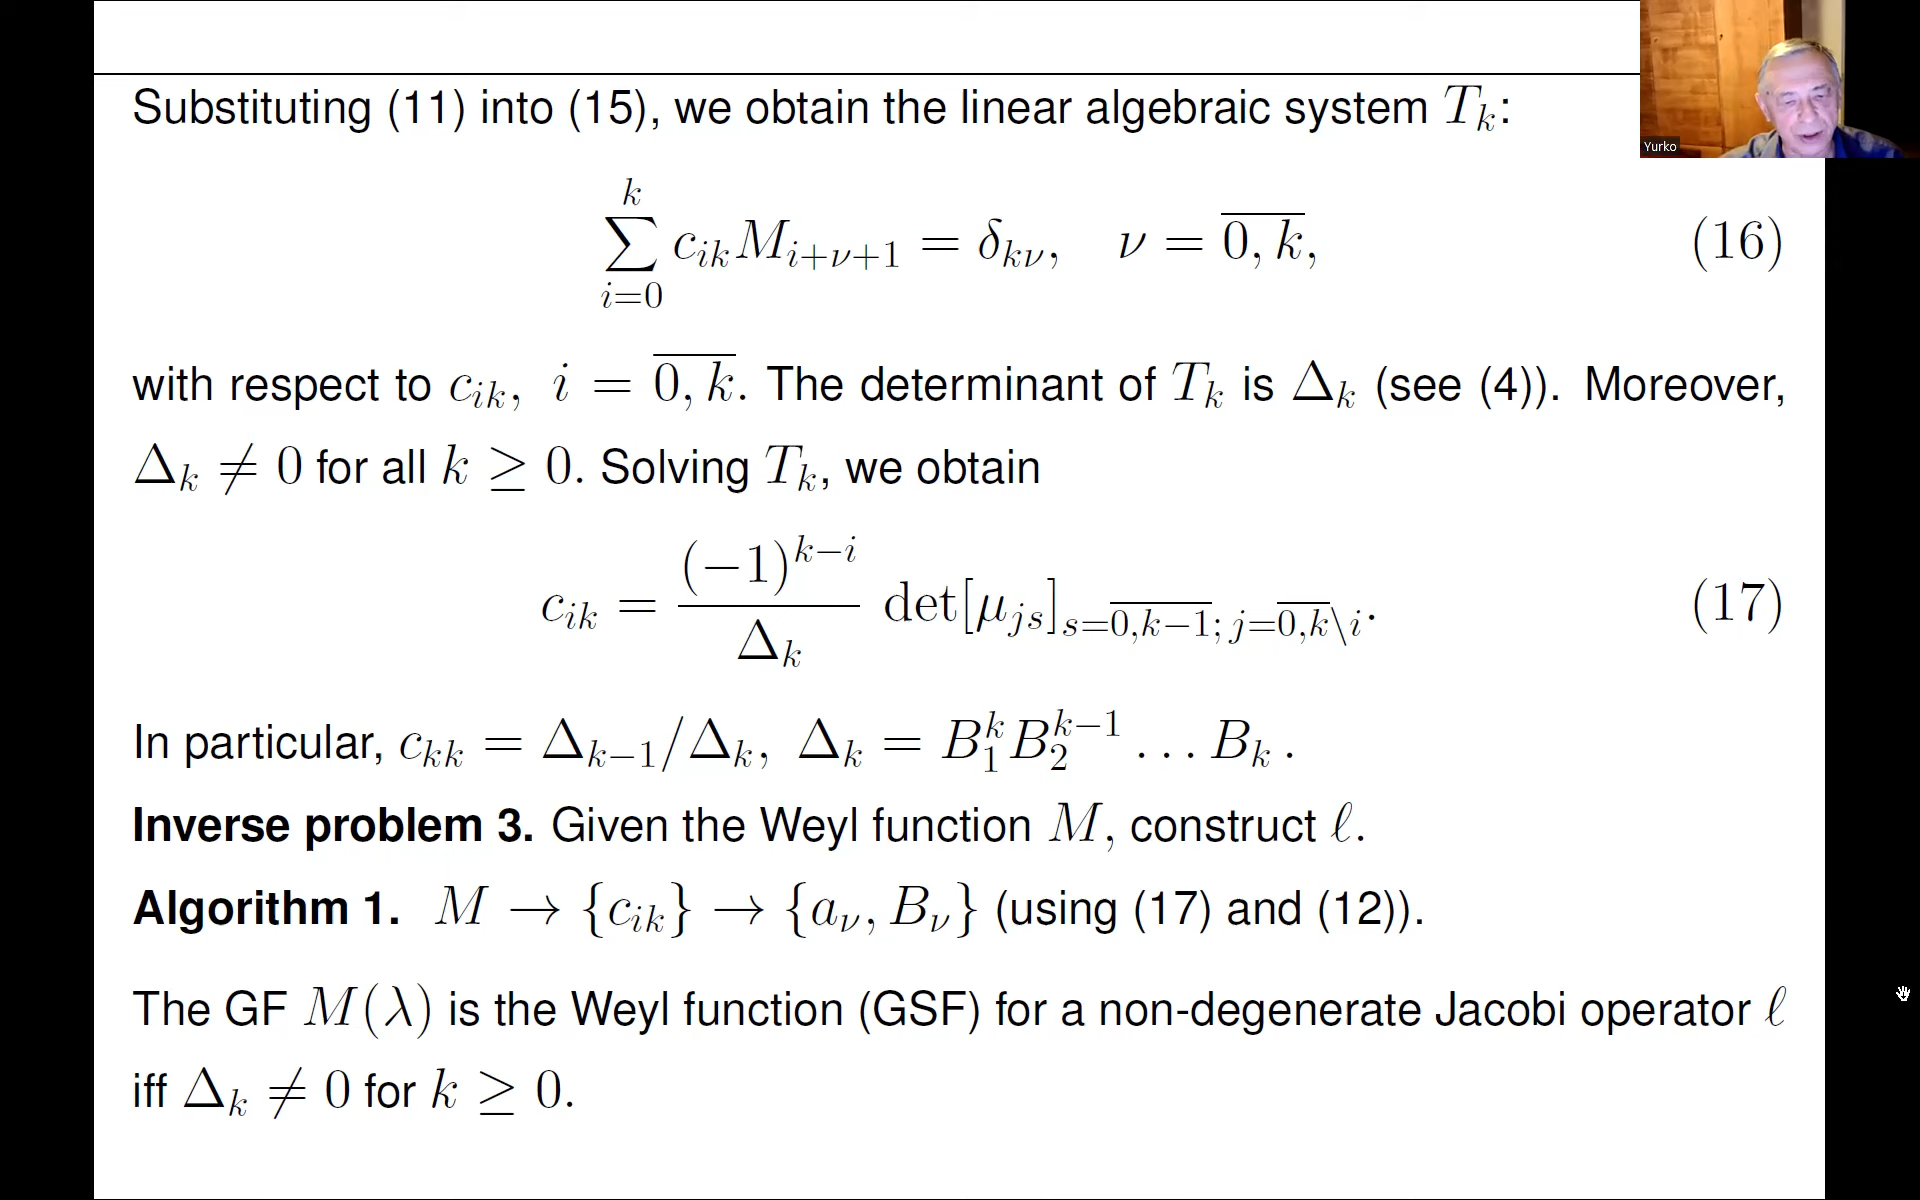 Substituting (11) into (15), we obtain the linear algebraic system $T_k$:
$$\sum_{i=0}^{k} c_{ik} M_{i+\nu+1} = \delta_{k\nu}, \quad \nu = \overline{0, k}, \quad (16)$$
with respect to $c_{ik},\ i = \overline{0, k}$. The determinant of $T_k$ is $\Delta_k$ (see (4)). Moreover,
$\Delta_k \neq 0$ for all $k \geq 0$. Solving $T_k$, we obtain
$$c_{ik} = \frac{(-1)^{k-i}}{\Delta_k} \det[\mu_{js}]_{s=\overline{0,k-1};\, j=\overline{0,k}\setminus i}. \quad (17)$$
In particular, $c_{kk} = \Delta_{k-1}/\Delta_k,\ \Delta_k = B_1^k B_2^{k-1} \ldots B_k\,.$
Inverse problem 3. Given the Weyl function $M$, construct $\ell$.
Algorithm 1. $M \to \{c_{ik}\} \to \{a_\nu, B_\nu\}$ (using (17) and (12)).
The GF $M(\lambda)$ is the Weyl function (GSF) for a non-degenerate Jacobi operator $\ell$
iff $\Delta_k \neq 0$ for $k \geq 0$.
Yurko